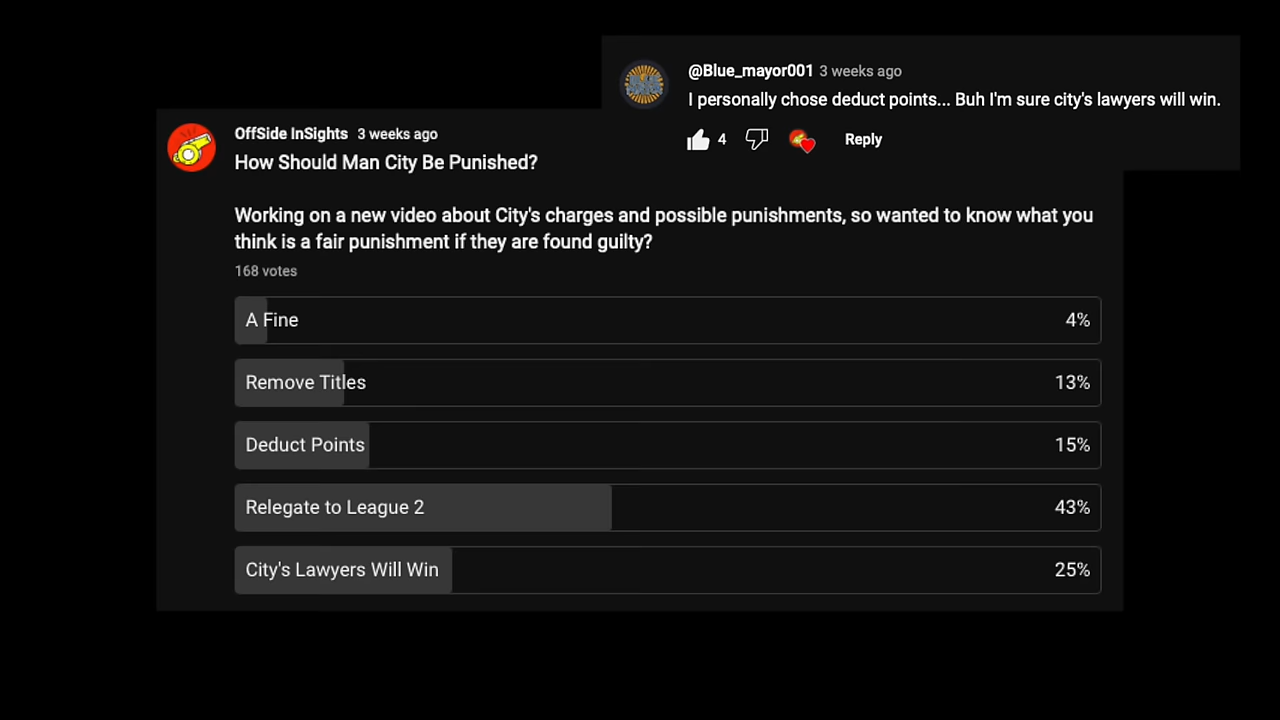 @Blue_mayor001 3 weeks ago
I personally chose deduct points... Buh I'm sure city's lawyers will win.
4 Reply
OffSide InSights 3 weeks ago
How Should Man City Be Punished?
Working on a new video about City's charges and possible punishments, so wanted to know what you
think is a fair punishment if they are found guilty?
168 votes
A Fine 4%
Remove Titles 13%
Deduct Points 15%
Relegate to League 2 43%
City's Lawyers Will Win 25%